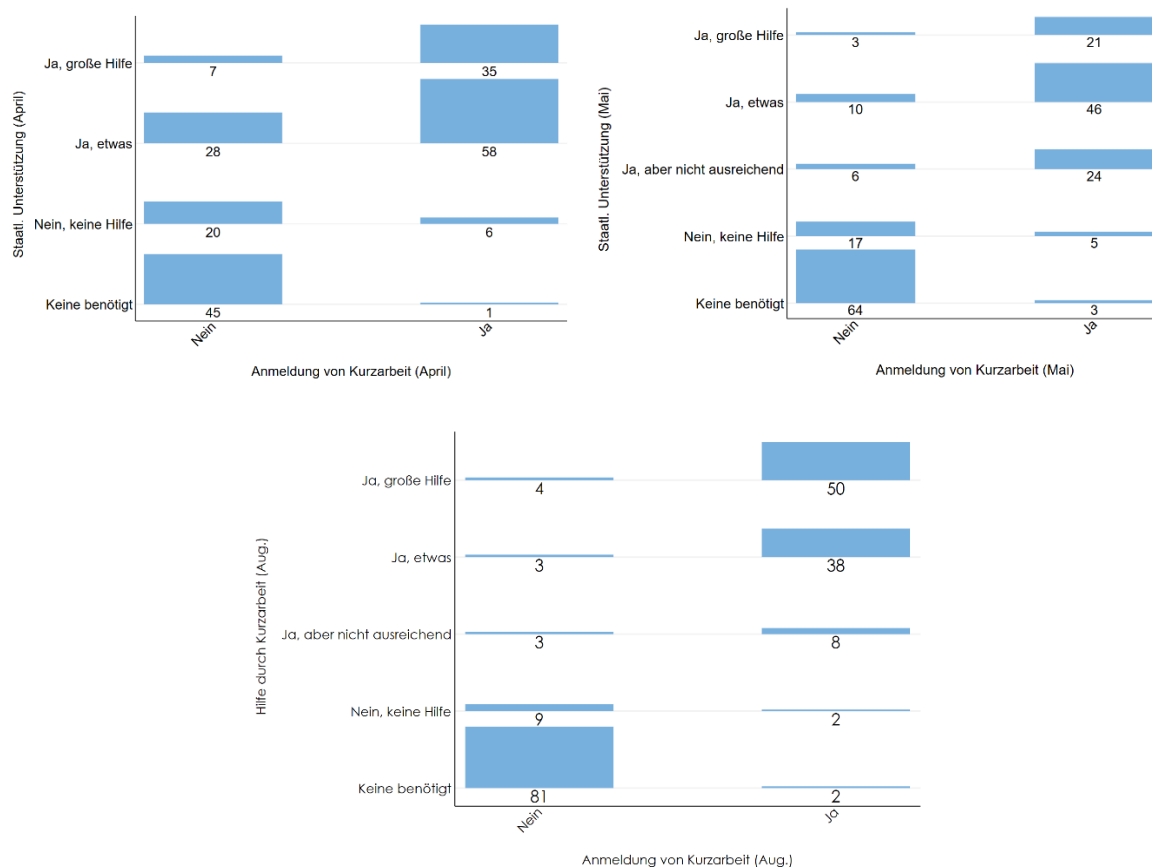 Staatl. Unterstützung (April)
Ja, große Hilfe
7
35
Ja, etwas
28
58
Nein, keine Hilfe
20
6
Keine benötigt
45
1
Nein
Ja
Anmeldung von Kurzarbeit (April)
Staatl. Unterstützung (Mai)
Ja, große Hilfe
3
21
Ja, etwas
10
46
Ja, aber nicht ausreichend
6
24
Nein, keine Hilfe
17
5
Keine benötigt
64
3
Nein
Ja
Anmeldung von Kurzarbeit (Mai)
Hilfe durch Kurzarbeit (Aug.)
Ja, große Hilfe
4
50
Ja, etwas
3
38
Ja, aber nicht ausreichend
3
8
Nein, keine Hilfe
9
2
Keine benötigt
81
2
Nein
Ja
Anmeldung von Kurzarbeit (Aug.)